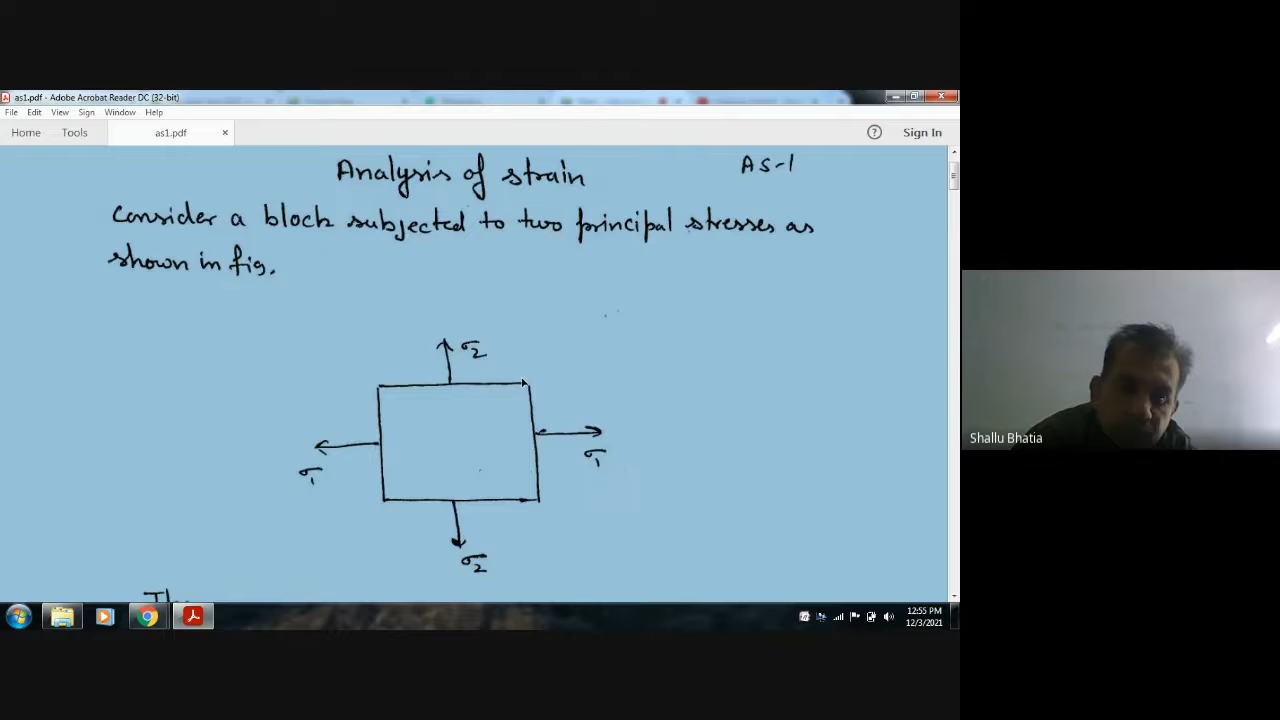 as1.pdf - Adobe Acrobat Reader DC (32-bit)
File Edit View Sign Window Help
Home Tools as1.pdf × ? Sign In
Analysis of strain AS-1
Consider a block subjected to two principal stresses as
shown in fig.
σ2
σ1 σ1
σ2
Shallu Bhatia
12:55 PM
12/3/2021